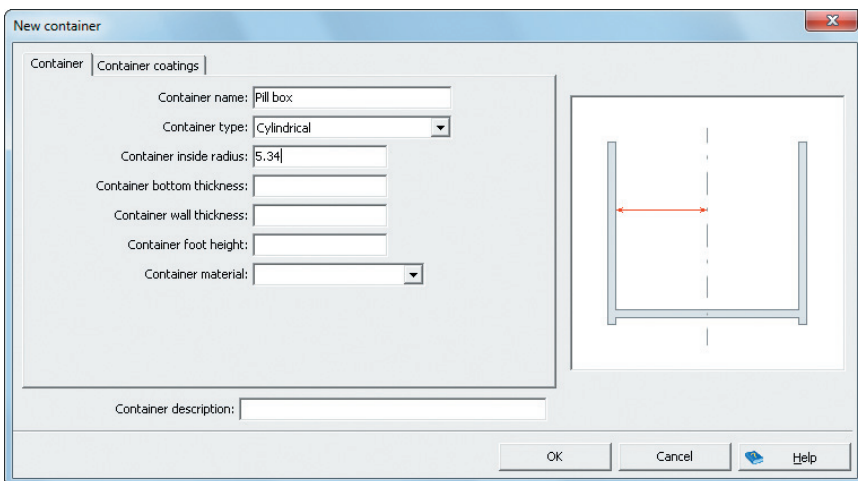 New container
Container Container coatings
Container name: Pill box
Container type: Cylindrical
Container inside radius: 5.34
Container bottom thickness:
Container wall thickness:
Container foot height:
Container material:
Container description:
OK Cancel Help